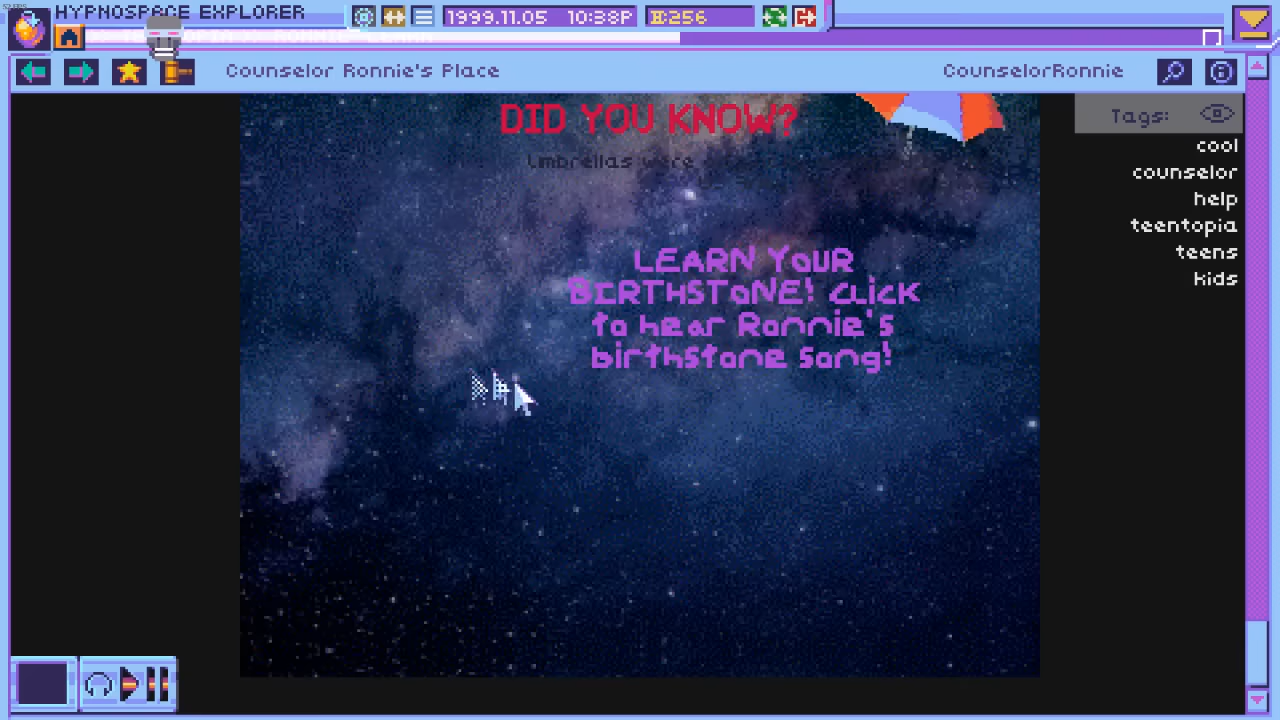 HYPNOSPACE EXPLORER
1999.11.05 10:38P
256
Counselor Ronnie's Place
CounselorRonnie
Tags:
cool
counselor
help
teentopia
teens
kids
DID YOU KNOW?
Umbrellas were
LEARN YOUR
BIRTHSTONE! Click
to hear Ronnie's
birthstone song!